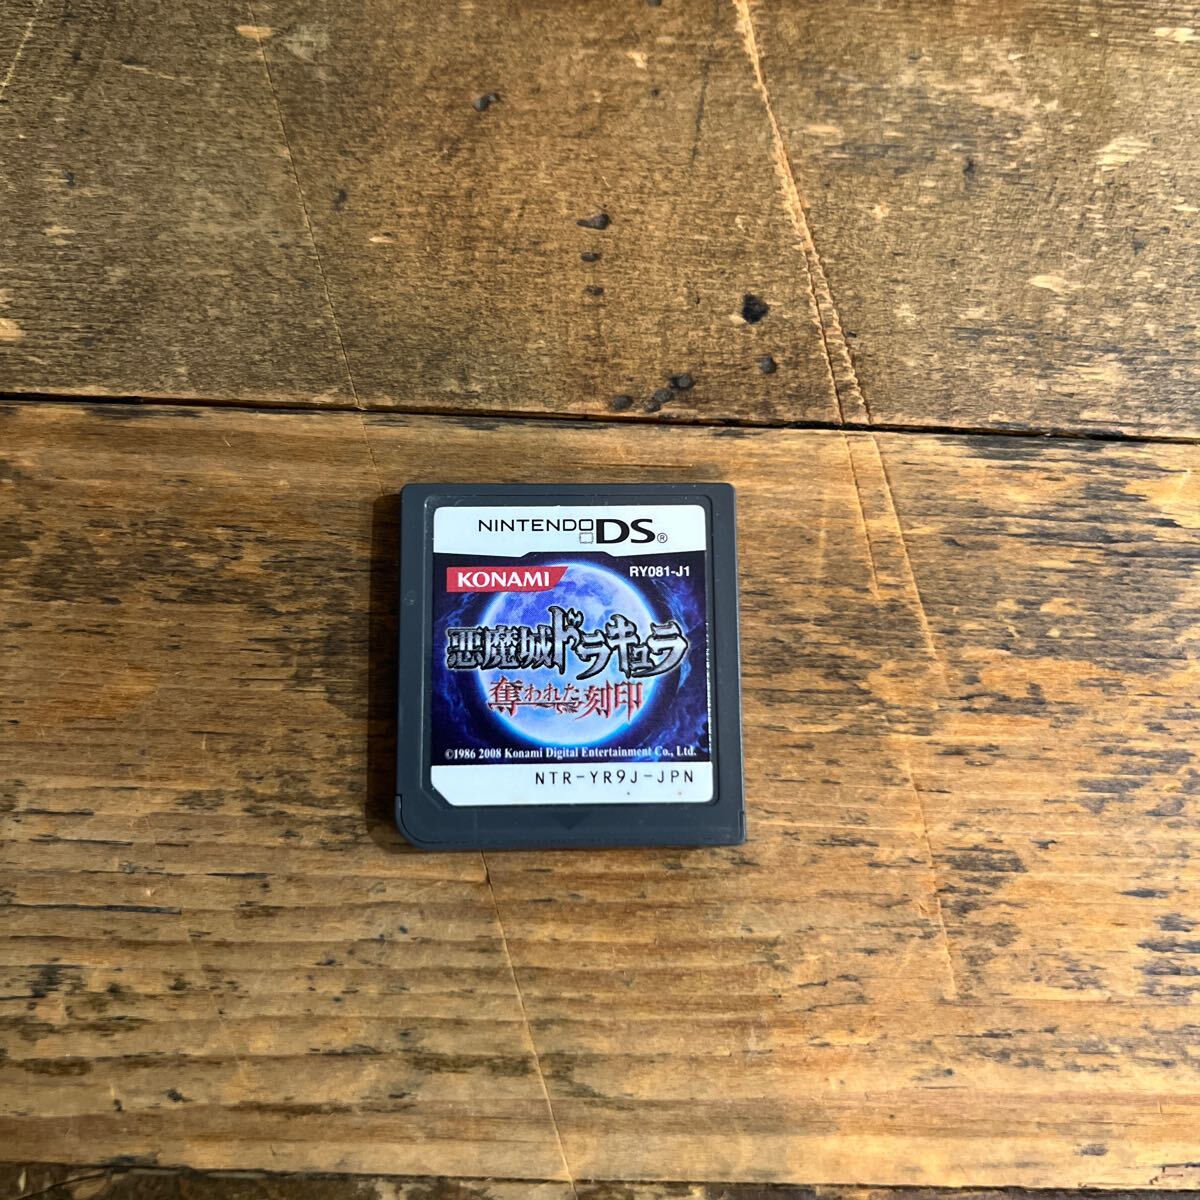 NINTENDO DS®
KONAMI
RY081-J1
悪魔城ドラキュラ
奪われた刻印
©1986 2008 Konami Digital Entertainment Co., Ltd.
NTR-YR9J-JPN